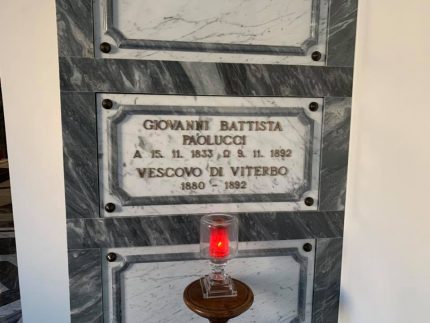 GIOVANNI BATTISTA
PAOLUCCI
Α 15. 11. 1833 Ω 9. 11. 1892
VESCOVO DI VITERBO
1880 - 1892